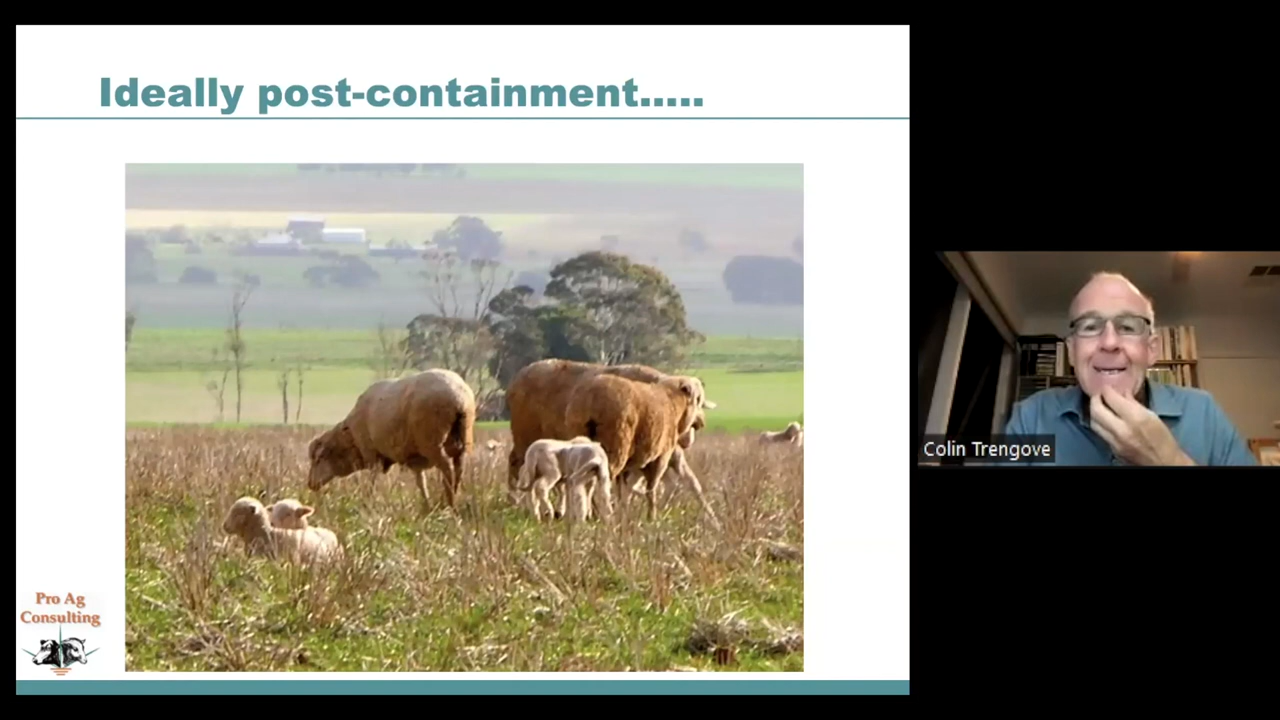 Ideally post-containment.....
Colin Trengove
Pro Ag
Consulting